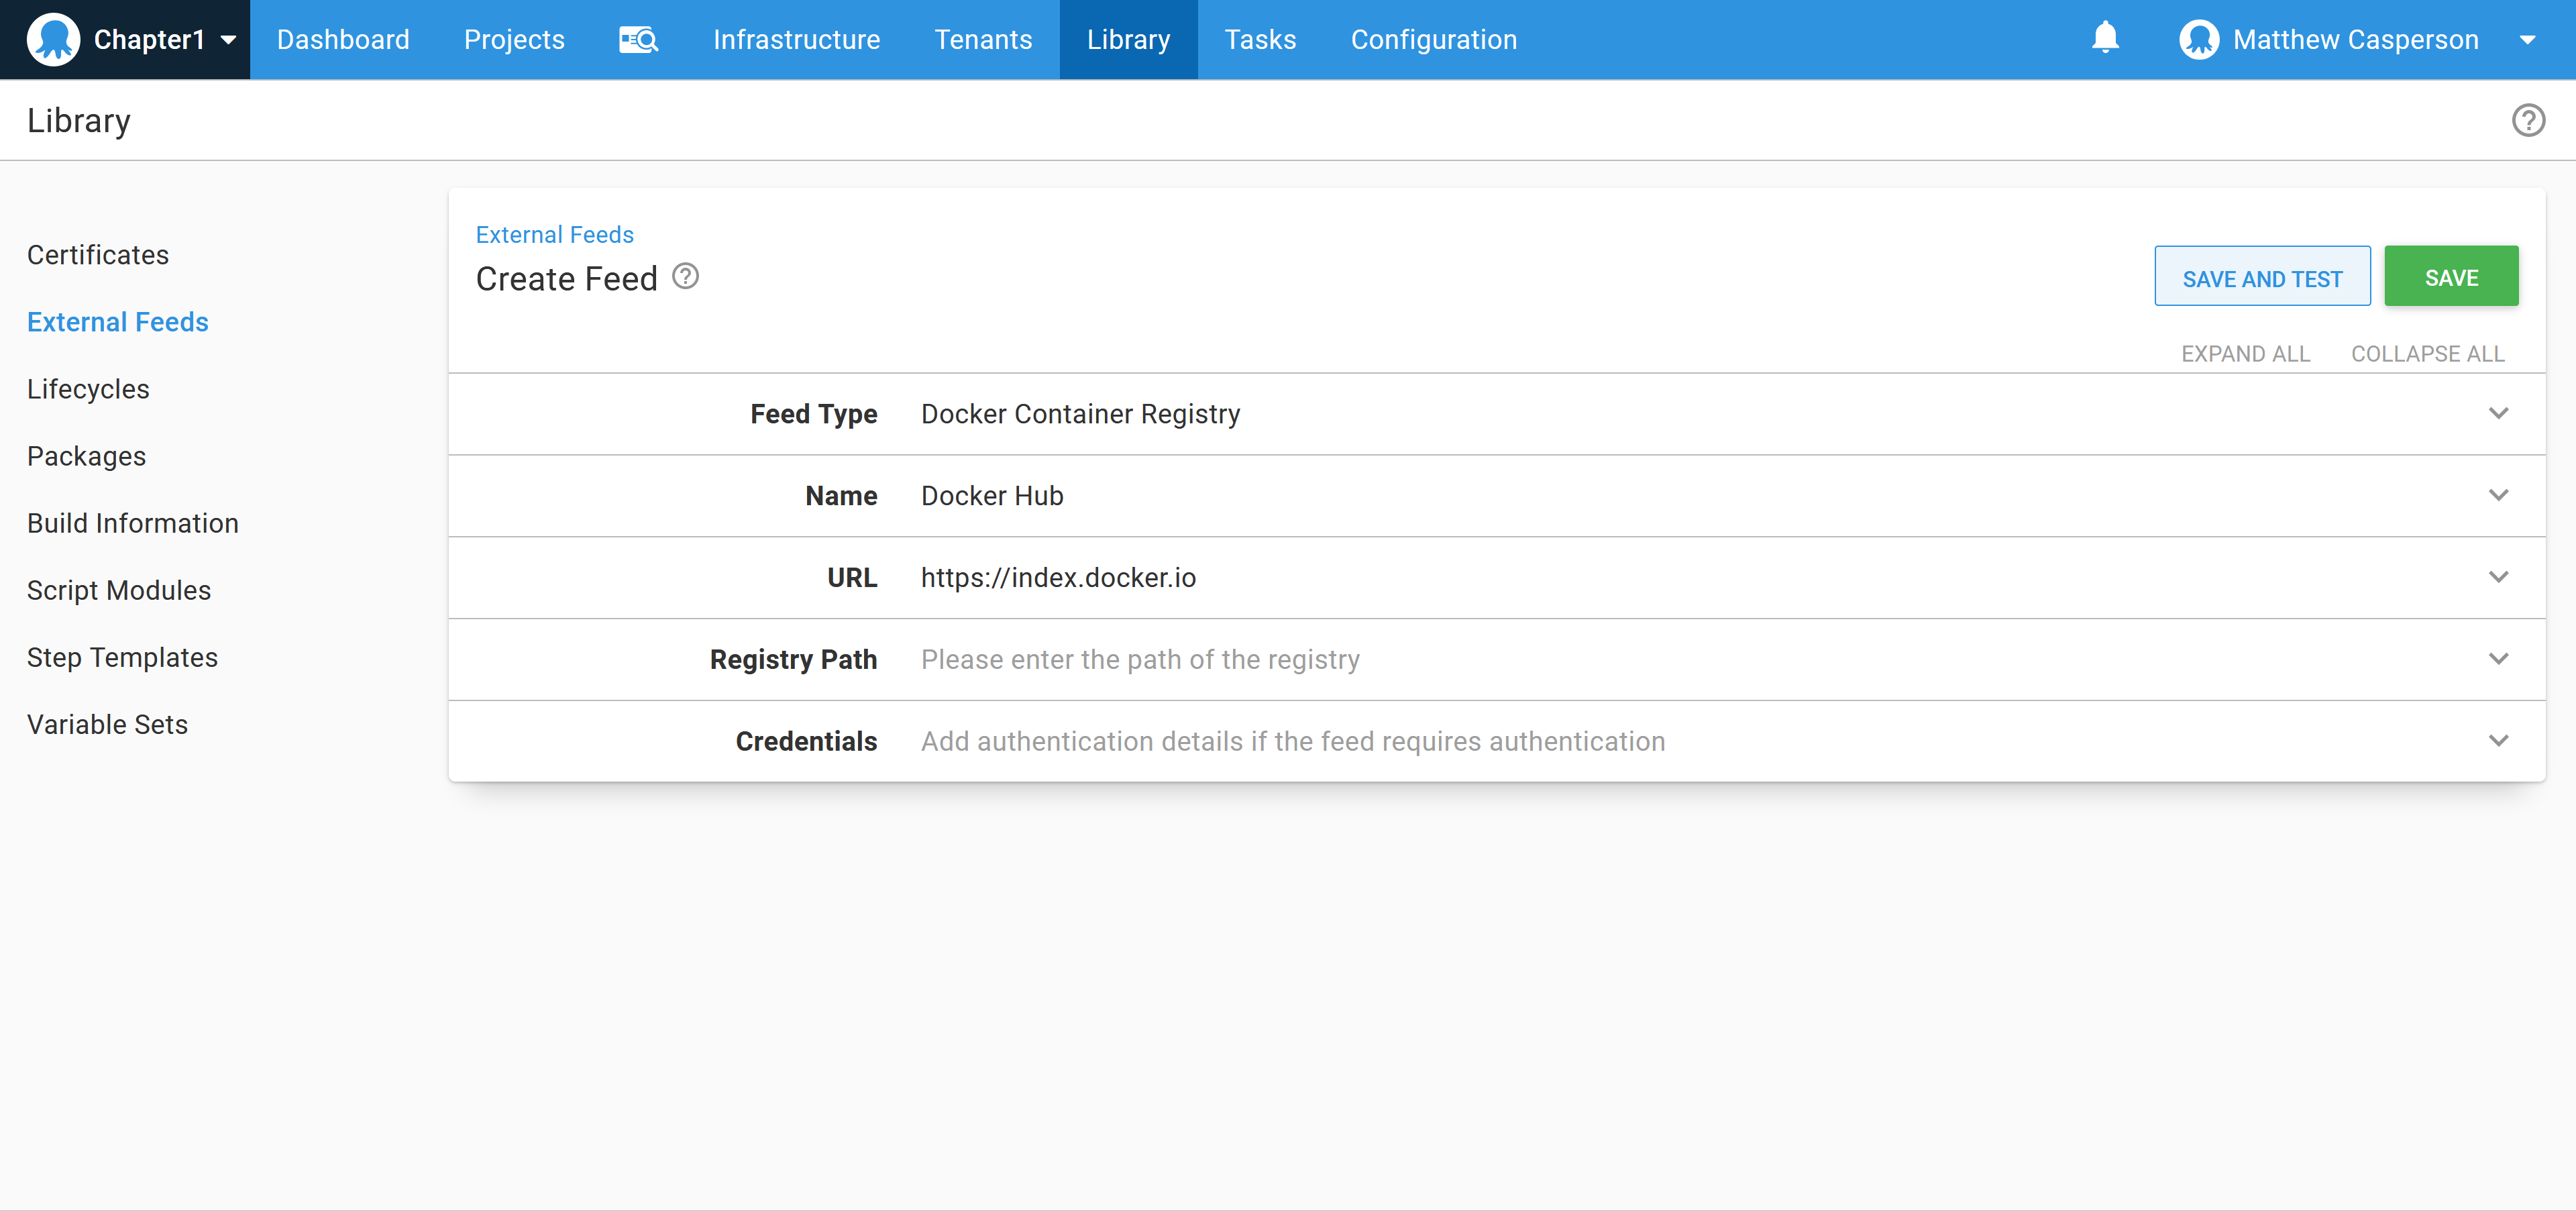 Chapter1 Dashboard Projects Infrastructure Tenants Library Tasks Configuration Matthew Casperson
Library
Certificates
External Feeds
Lifecycles
Packages
Build Information
Script Modules
Step Templates
Variable Sets
External Feeds
Create Feed
SAVE AND TEST SAVE
EXPAND ALL COLLAPSE ALL
Feed Type Docker Container Registry
Name Docker Hub
URL https://index.docker.io
Registry Path Please enter the path of the registry
Credentials Add authentication details if the feed requires authentication